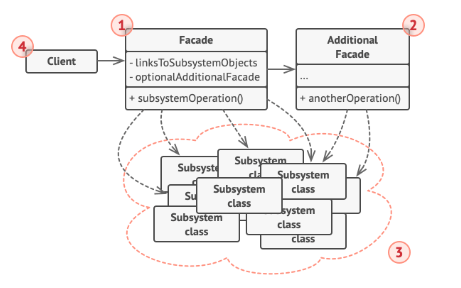 1
2
4
3
Client
Facade
- linksToSubsystemObjects
- optionalAdditionalFacade
+ subsystemOperation()
Additional
Facade
...
+ anotherOperation()
Subsystem
class
Subsystem
class
Subsystem
class
Subsystem
class
Subsystem
class
class